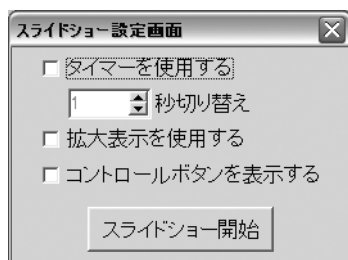 スライドショー設定画面
タイマーを使用する
1 秒切り替え
拡大表示を使用する
コントロールボタンを表示する
スライドショー開始